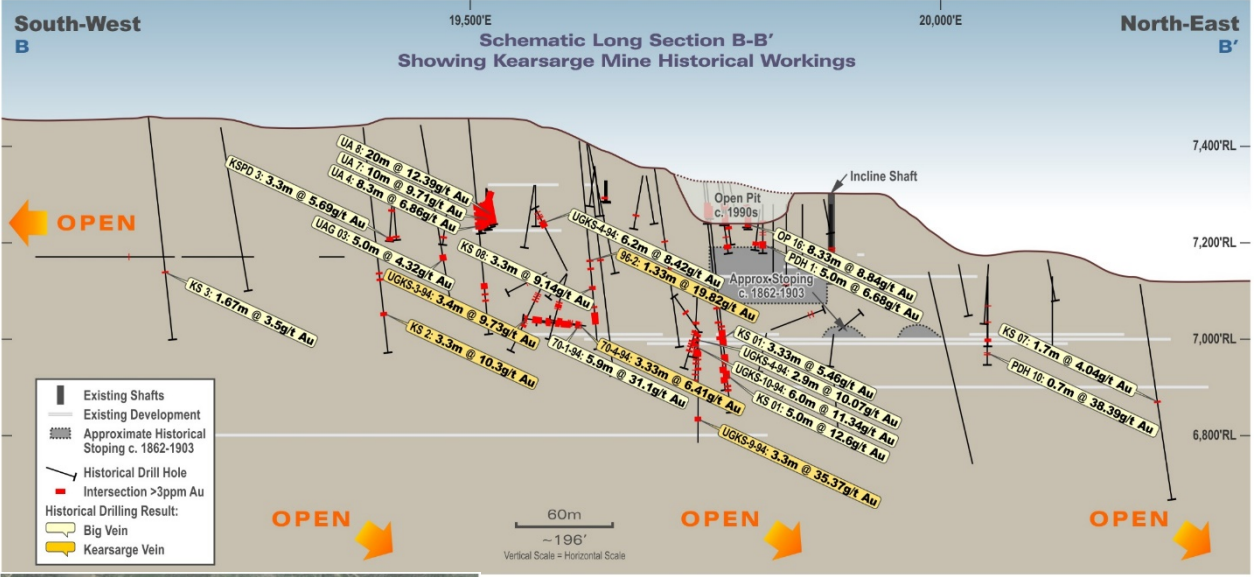 South-West
B
19,500'E
20,000'E
North-East
B'
Schematic Long Section B-B'
Showing Kearsarge Mine Historical Workings
7,400'RL
7,200'RL
7,000'RL
6,800'RL
UA 8: 20m @ 12.39g/t Au
UA 7: 10m @ 9.71g/t Au
UA 4: 8.3m @ 6.86g/t Au
KSPD 3: 3.3m @ 5.69g/t Au
UAG 03: 5.0m @ 4.32g/t Au
KS 08: 3.3m @ 9.14g/t Au
UGKS-4-94: 6.2m @ 8.42g/t Au
96-2: 1.33m @ 19.82g/t Au
Open Pit
c. 1990s
Incline Shaft
OP 16: 8.33m @ 8.84g/t Au
PDH 1: 5.0m @ 6.68g/t Au
Approx Stoping
c. 1862-1903
OPEN
KS 3: 1.67m @ 3.5g/t Au
UGKS-3-94: 3.4m @ 9.73g/t Au
KS 2: 3.3m @ 10.3g/t Au
70-1-94: 5.9m @ 31.1g/t Au
70-4-94: 3.33m @ 6.41g/t Au
KS 01: 3.33m @ 5.46g/t Au
UGKS-4-94: 2.9m @ 10.07g/t Au
UGKS-10-94: 6.0m @ 11.34g/t Au
KS 01: 5.0m @ 12.6g/t Au
UGKS-9-94: 3.3m @ 35.37g/t Au
KS 07: 1.7m @ 4.04g/t Au
PDH 10: 0.7m @ 38.39g/t Au
Existing Shafts
Existing Development
Approximate Historical
Stoping c. 1862-1903
Historical Drill Hole
Intersection >3ppm Au
Historical Drilling Result:
Big Vein
Kearsarge Vein
OPEN
60m
~196'
Vertical Scale = Horizontal Scale
OPEN
OPEN